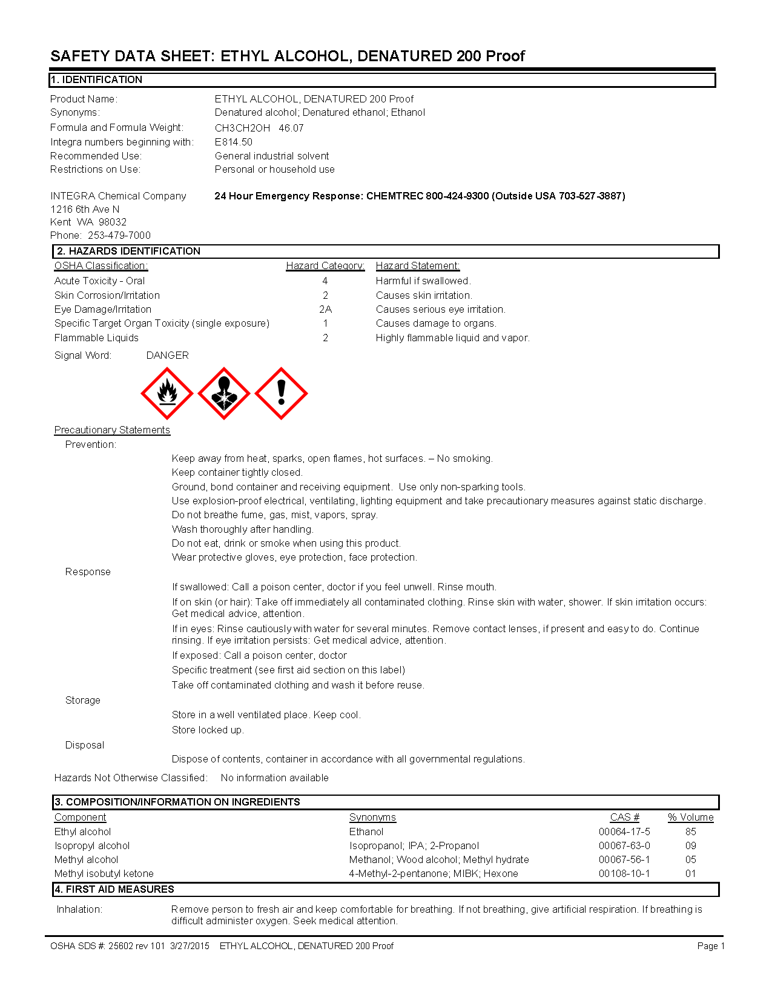 SAFETY DATA SHEET: ETHYL ALCOHOL, DENATURED 200 Proof
1. IDENTIFICATION
Product Name: ETHYL ALCOHOL, DENATURED 200 Proof
Synonyms: Denatured alcohol; Denatured ethanol; Ethanol
Formula and Formula Weight: CH3CH2OH 46.07
Integra numbers beginning with: E814.50
Recommended Use: General industrial solvent
Restrictions on Use: Personal or household use
INTEGRA Chemical Company 24 Hour Emergency Response: CHEMTREC 800-424-9300 (Outside USA 703-527-3887)
1216 6th Ave N
Kent WA 98032
Phone: 253-479-7000
2. HAZARDS IDENTIFICATION
OSHA Classification: Hazard Category: Hazard Statement:
Acute Toxicity - Oral 4 Harmful if swallowed.
Skin Corrosion/Irritation 2 Causes skin irritation.
Eye Damage/Irritation 2A Causes serious eye irritation.
Specific Target Organ Toxicity (single exposure) 1 Causes damage to organs.
Flammable Liquids 2 Highly flammable liquid and vapor.
Signal Word: DANGER
Precautionary Statements
Prevention:
Keep away from heat, sparks, open flames, hot surfaces. – No smoking.
Keep container tightly closed.
Ground, bond container and receiving equipment. Use only non-sparking tools.
Use explosion-proof electrical, ventilating, lighting equipment and take precautionary measures against static discharge.
Do not breathe fume, gas, mist, vapors, spray.
Wash thoroughly after handling.
Do not eat, drink or smoke when using this product.
Wear protective gloves, eye protection, face protection.
Response
If swallowed: Call a poison center, doctor if you feel unwell. Rinse mouth.
If on skin (or hair): Take off immediately all contaminated clothing. Rinse skin with water, shower. If skin irritation occurs:
Get medical advice, attention.
If in eyes: Rinse cautiously with water for several minutes. Remove contact lenses, if present and easy to do. Continue
rinsing. If eye irritation persists: Get medical advice, attention.
If exposed: Call a poison center, doctor
Specific treatment (see first aid section on this label)
Take off contaminated clothing and wash it before reuse.
Storage
Store in a well ventilated place. Keep cool.
Store locked up.
Disposal
Dispose of contents, container in accordance with all governmental regulations.
Hazards Not Otherwise Classified: No information available
3. COMPOSITION/INFORMATION ON INGREDIENTS
Component Synonyms CAS # % Volume
Ethyl alcohol Ethanol 00064-17-5 85
Isopropyl alcohol Isopropanol; IPA; 2-Propanol 00067-63-0 09
Methyl alcohol Methanol; Wood alcohol; Methyl hydrate 00067-56-1 05
Methyl isobutyl ketone 4-Methyl-2-pentanone; MIBK; Hexone 00108-10-1 01
4. FIRST AID MEASURES
Inhalation: Remove person to fresh air and keep comfortable for breathing. If not breathing, give artificial respiration. If breathing is
difficult administer oxygen. Seek medical attention.
OSHA SDS #: 25602 rev 101 3/27/2015 ETHYL ALCOHOL, DENATURED 200 Proof Page 1